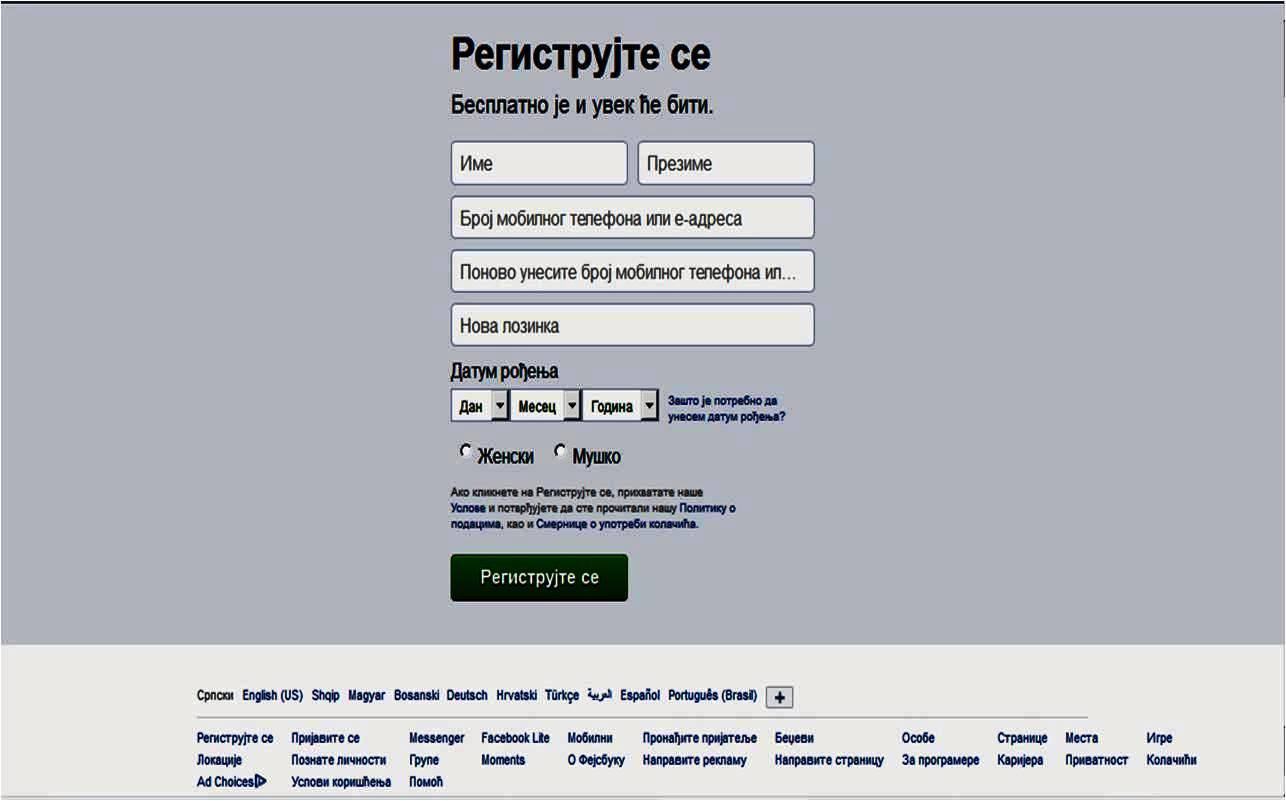 Региструјте се
Бесплатно је и увек ће бити.
Име Презиме
Број мобилног телефона или е-адреса
Поново унесите број мобилног телефона ил...
Нова лозинка
Датум рођења
Дан Месец Година Зашто је потребно да
унесем датум рођења?
Женски Мушко
Ако кликнете на Региструјте се, прихватате наше
Услове и потврђујете да сте прочитали нашу Политику о
подацима, као и Смернице о употреби колачића.
Региструјте се
Српски English (US) Shqip Magyar Bosanski Deutsch Hrvatski Türkçe العربية Español Português (Brasil) +
Региструјте се Пријавите се Messenger Facebook Lite Мобилни Пронађите пријатеље Беџеви Особе Странице Места Игре
Локације Познате личности Групе Moments О Фејсбуку Направите рекламу Направите страницу За програмере Каријера Приватност Колачићи
Ad Choices Услови коришћења Помоћ